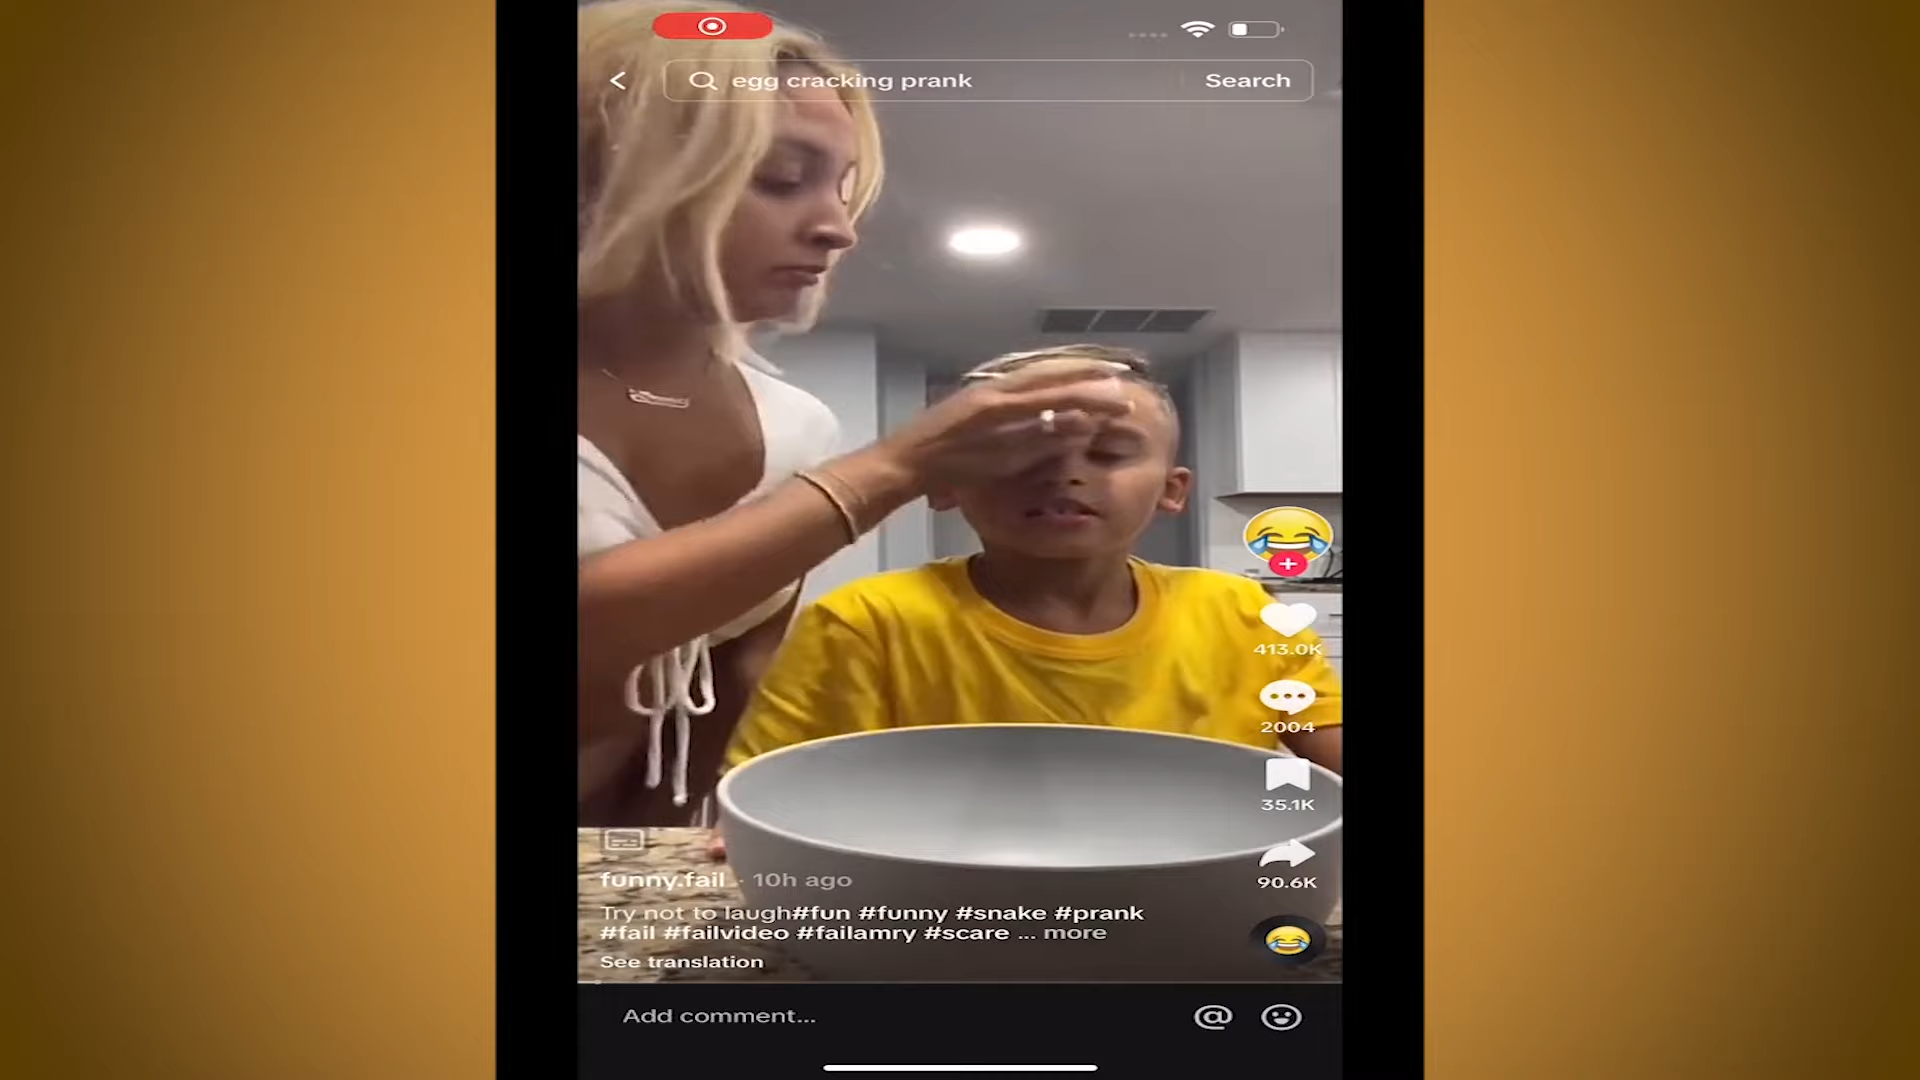 egg cracking prank
Search
413.0K
2004
35.1K
90.6K
funny.fail · 10h ago
Try not to laugh#fun #funny #snake #prank
#fail #failvideo #failamry #scare ... more
See translation
Add comment...
@